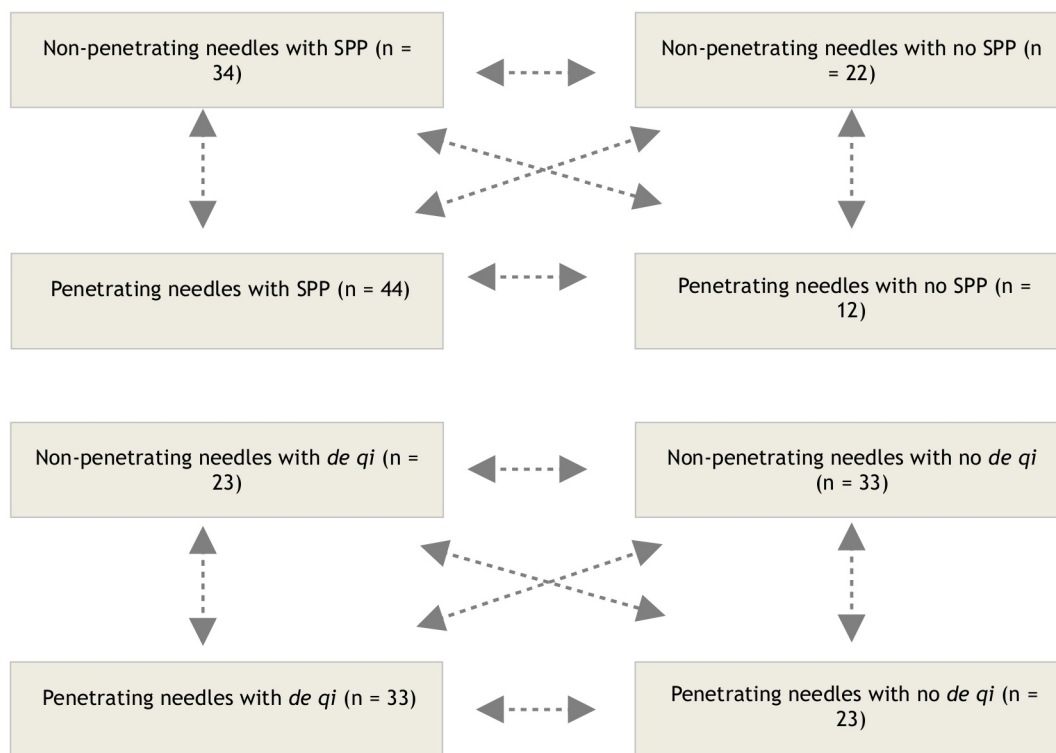 Non-penetrating needles with SPP (n =
34)
Non-penetrating needles with no SPP (n
= 22)
Penetrating needles with SPP (n = 44)
Penetrating needles with no SPP (n =
12)
Non-penetrating needles with de qi (n =
23)
Non-penetrating needles with no de qi
(n = 33)
Penetrating needles with de qi (n = 33)
Penetrating needles with no de qi (n =
23)